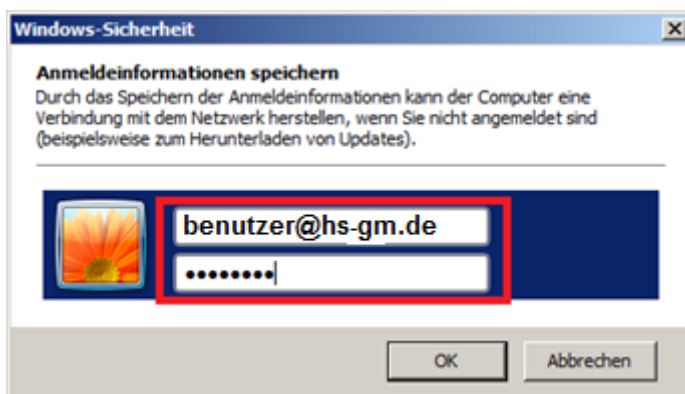 Windows-Sicherheit
Anmeldeinformationen speichern
Durch das Speichern der Anmeldeinformationen kann der Computer eine
Verbindung mit dem Netzwerk herstellen, wenn Sie nicht angemeldet sind
(beispielsweise zum Herunterladen von Updates).
benutzer@hs-gm.de
••••••••
OK
Abbrechen